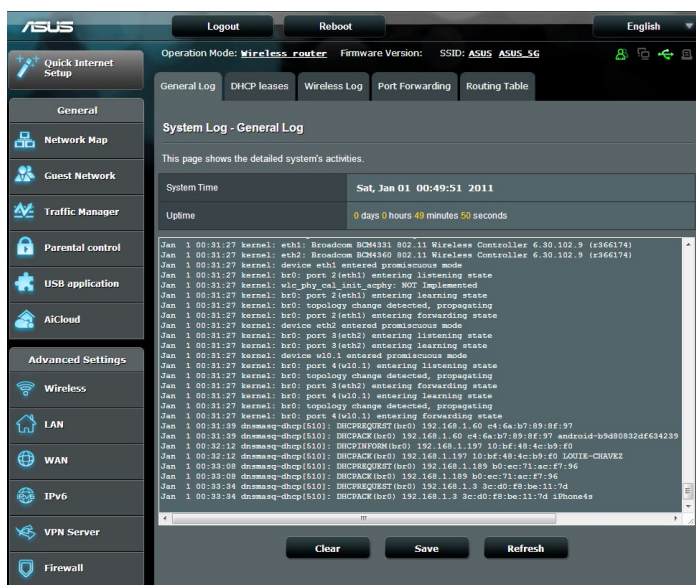 ASUS
Logout
Reboot
English
Operation Mode: Wireless router Firmware Version: SSID: ASUS ASUS_5G
Quick Internet
Setup
General
Network Map
Guest Network
Traffic Manager
Parental control
USB application
AiCloud
Advanced Settings
Wireless
LAN
WAN
IPv6
VPN Server
Firewall
General Log
DHCP leases
Wireless Log
Port Forwarding
Routing Table
System Log - General Log
This page shows the detailed system's activities.
System Time Sat, Jan 01 00:49:51 2011
Uptime 0 days 0 hours 49 minutes 50 seconds
Jan 1 00:31:27 kernel: eth1: Broadcom BCM4331 802.11 Wireless Controller 6.30.102.9 (r366174)
Jan 1 00:31:27 kernel: eth2: Broadcom BCM4360 802.11 Wireless Controller 6.30.102.9 (r366174)
Jan 1 00:31:27 kernel: device eth1 entered promiscuous mode
Jan 1 00:31:27 kernel: br0: port 2(eth1) entering listening state
Jan 1 00:31:27 kernel: wlc_phy_cal_init_acphy: NOT Implemented
Jan 1 00:31:27 kernel: br0: port 2(eth1) entering learning state
Jan 1 00:31:27 kernel: br0: topology change detected, propagating
Jan 1 00:31:27 kernel: br0: port 2(eth1) entering forwarding state
Jan 1 00:31:27 kernel: device eth2 entered promiscuous mode
Jan 1 00:31:27 kernel: br0: port 3(eth2) entering listening state
Jan 1 00:31:27 kernel: br0: port 3(eth2) entering learning state
Jan 1 00:31:27 kernel: device wl0.1 entered promiscuous mode
Jan 1 00:31:27 kernel: br0: port 4(wl0.1) entering listening state
Jan 1 00:31:27 kernel: br0: topology change detected, propagating
Jan 1 00:31:27 kernel: br0: port 3(eth2) entering forwarding state
Jan 1 00:31:27 kernel: br0: port 4(wl0.1) entering learning state
Jan 1 00:31:27 kernel: br0: topology change detected, propagating
Jan 1 00:31:27 kernel: br0: port 4(wl0.1) entering forwarding state
Jan 1 00:31:39 dnsmasq-dhcp[510]: DHCPREQUEST(br0) 192.168.1.60 c4:6a:b7:89:8f:97
Jan 1 00:31:39 dnsmasq-dhcp[510]: DHCPACK(br0) 192.168.1.60 c4:6a:b7:89:8f:97 android-b9d80832df634239
Jan 1 00:32:12 dnsmasq-dhcp[510]: DHCPINFORM(br0) 192.168.1.197 10:bf:48:4c:b9:f0
Jan 1 00:32:12 dnsmasq-dhcp[510]: DHCPACK(br0) 192.168.1.197 10:bf:48:4c:b9:f0 LOUIE-CHAVEZ
Jan 1 00:33:08 dnsmasq-dhcp[510]: DHCPREQUEST(br0) 192.168.1.189 b0:ec:71:ac:f7:96
Jan 1 00:33:08 dnsmasq-dhcp[510]: DHCPACK(br0) 192.168.1.189 b0:ec:71:ac:f7:96
Jan 1 00:33:34 dnsmasq-dhcp[510]: DHCPREQUEST(br0) 192.168.1.3 3c:d0:f8:be:11:7d
Jan 1 00:33:34 dnsmasq-dhcp[510]: DHCPACK(br0) 192.168.1.3 3c:d0:f8:be:11:7d iPhone4s
Clear
Save
Refresh